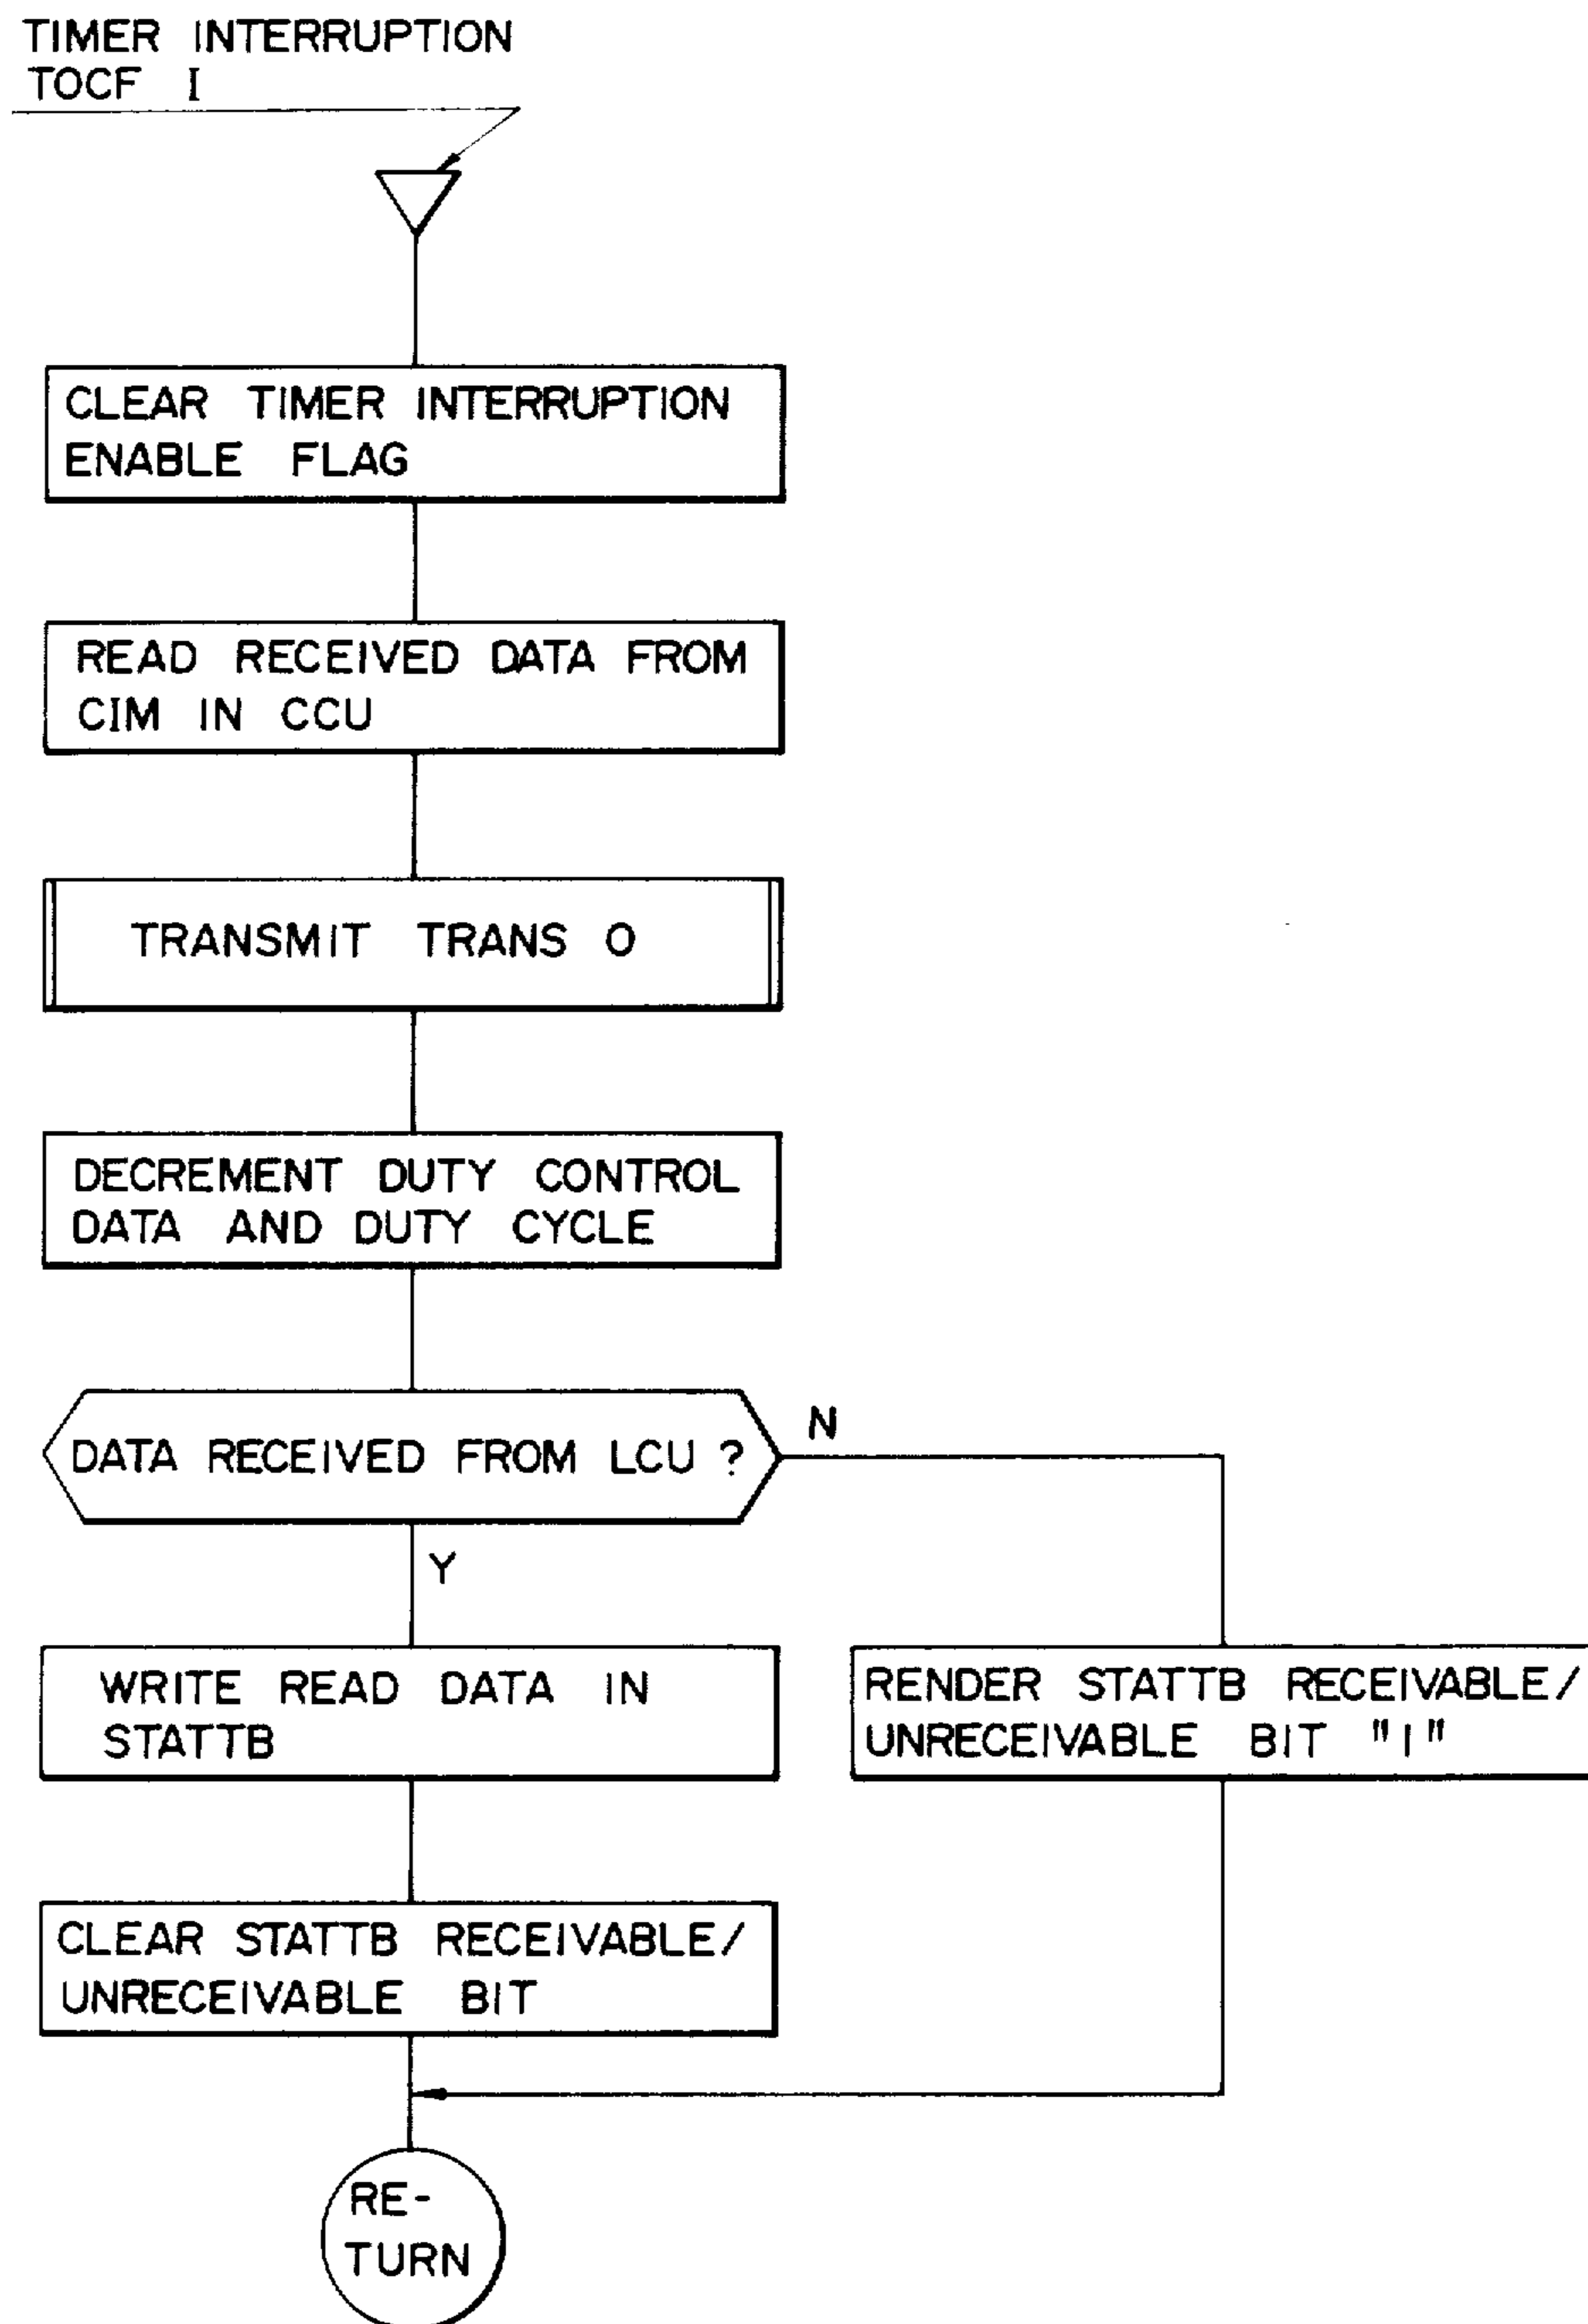 TIMER INTERRUPTION
TOCF I
CLEAR TIMER INTERRUPTION
ENABLE FLAG
READ RECEIVED DATA FROM
CIM IN CCU
TRANSMIT TRANS O
DECREMENT DUTY CONTROL
DATA AND DUTY CYCLE
DATA RECEIVED FROM LCU ?
N
Y
WRITE READ DATA IN
STATTB
RENDER STATTB RECEIVABLE/
UNRECEIVABLE BIT "I"
CLEAR STATTB RECEIVABLE/
UNRECEIVABLE BIT
RE-
TURN